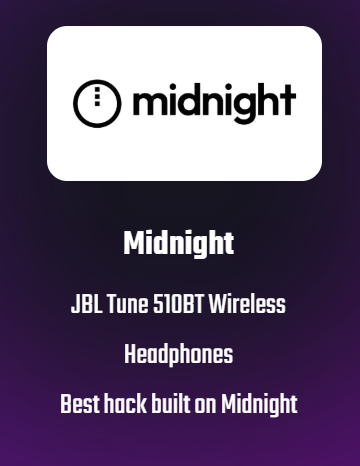 midnight
Midnight
JBL Tune 510BT Wireless
Headphones
Best hack built on Midnight